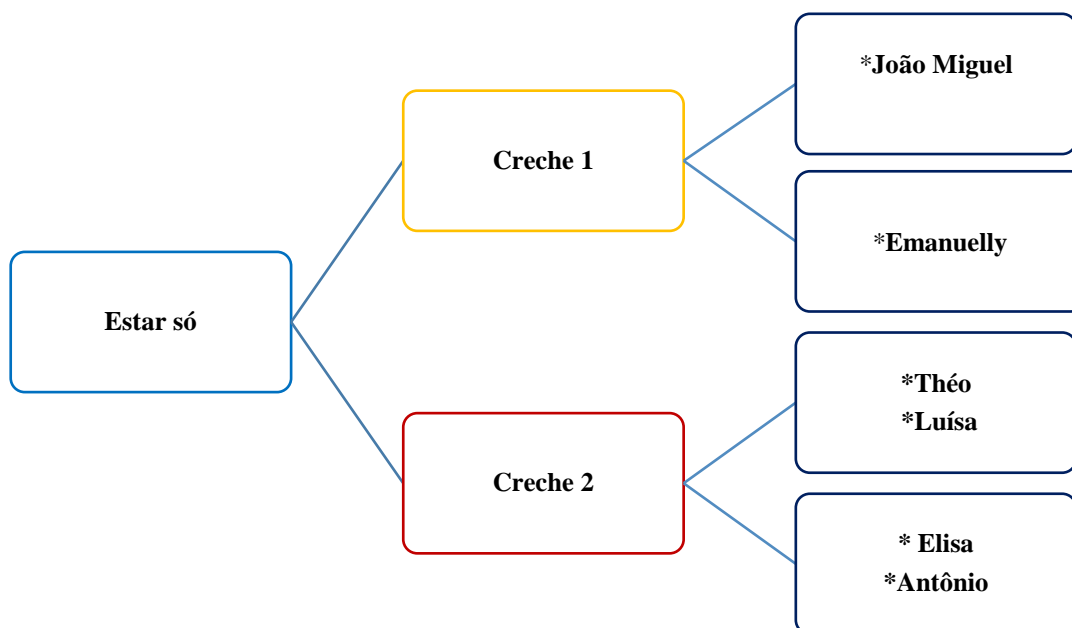 Estar só
Creche 1
*João Miguel
*Emanuelly
Creche 2
*Théo
*Luísa
* Elisa
*Antônio